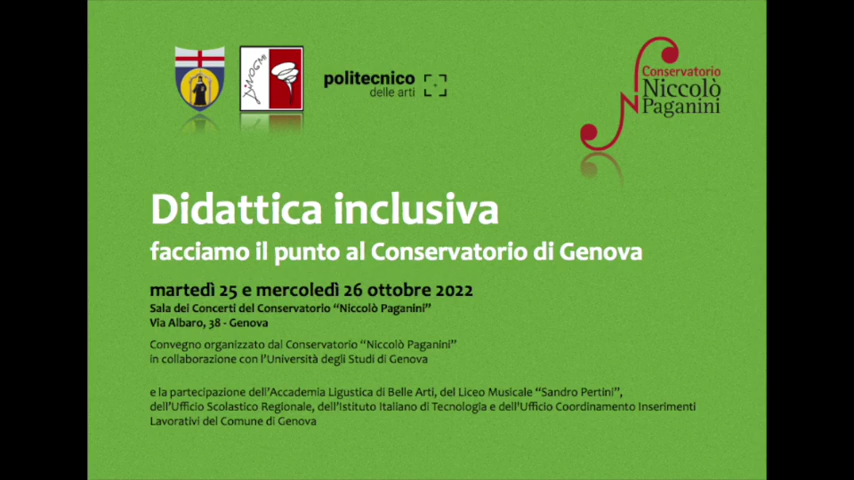 DiNOGMI
politecnico
delle arti
Conservatorio
Niccolò
Paganini
Didattica inclusiva
facciamo il punto al Conservatorio di Genova
martedì 25 e mercoledì 26 ottobre 2022
Sala dei Concerti del Conservatorio “Niccolò Paganini”
Via Albaro, 38 - Genova
Convegno organizzato dal Conservatorio “Niccolò Paganini”
in collaborazione con l’Università degli Studi di Genova
e la partecipazione dell’Accademia Ligustica di Belle Arti, del Liceo Musicale “Sandro Pertini”,
dell’Ufficio Scolastico Regionale, dell’Istituto Italiano di Tecnologia e dell’Ufficio Coordinamento Inserimenti
Lavorativi del Comune di Genova